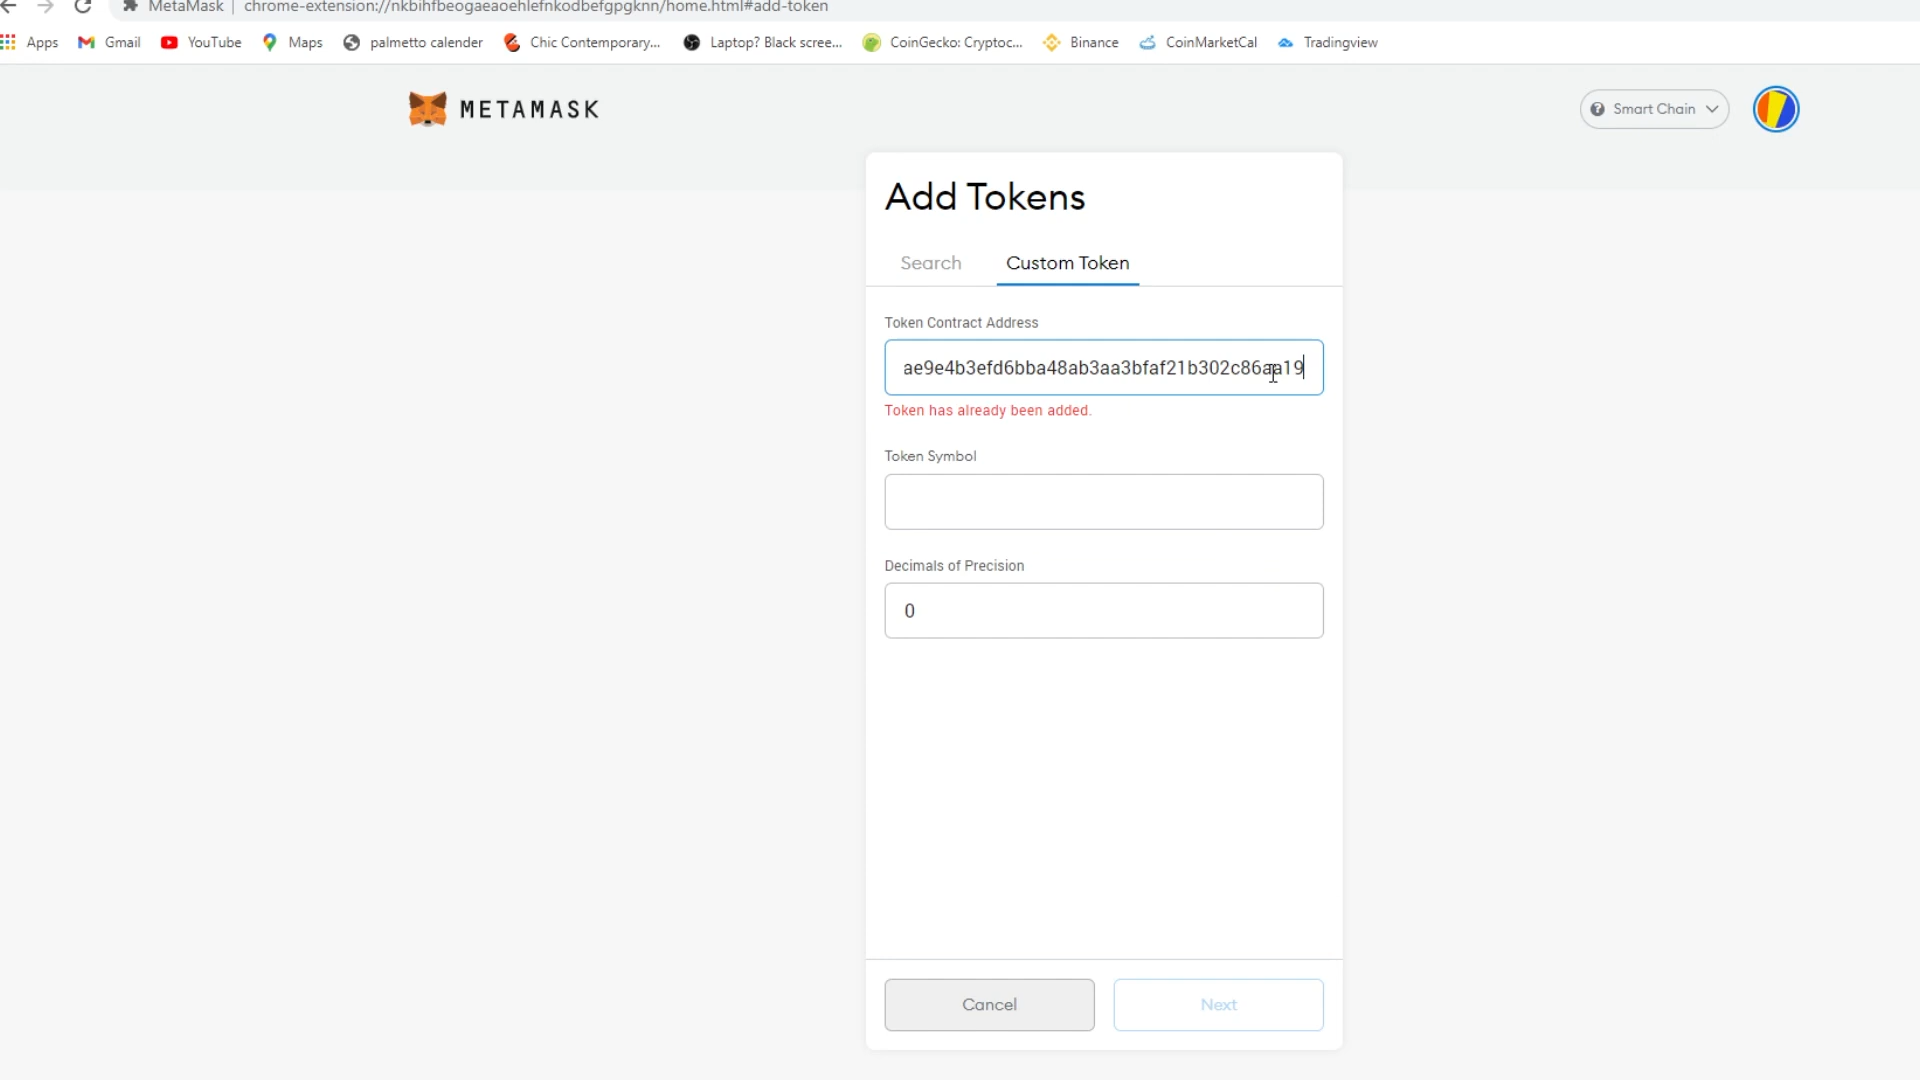 MetaMask | chrome-extension://nkbihfbeogaeaoehlefnkodbefgpgknn/home.html#add-token
Apps Gmail YouTube Maps palmetto calender Chic Contemporary... Laptop? Black scree... CoinGecko: Cryptoc... Binance CoinMarketCal Tradingview
METAMASK
Smart Chain
Add Tokens
Search Custom Token
Token Contract Address
ae9e4b3efd6bba48ab3aa3bfaf21b302c86aa19
Token has already been added.
Token Symbol
Decimals of Precision
0
Cancel Next